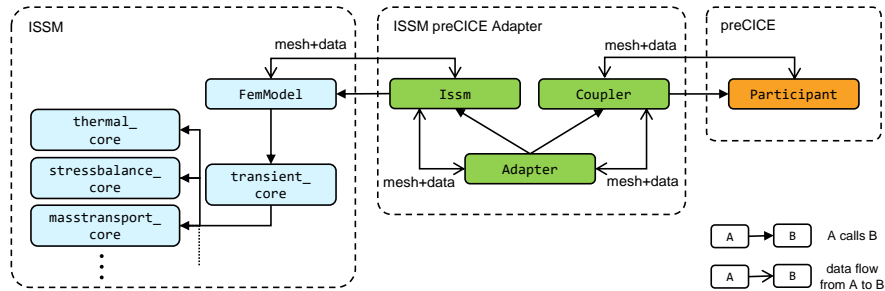 ISSM
ISSM preCICE Adapter
preCICE
mesh+data
mesh+data
FemModel
Issm
Coupler
Participant
thermal_
core
stressbalance_
core
transient_
core
Adapter
mesh+data
mesh+data
masstransport_
core
A
B
A calls B
A
B
data flow
from A to B